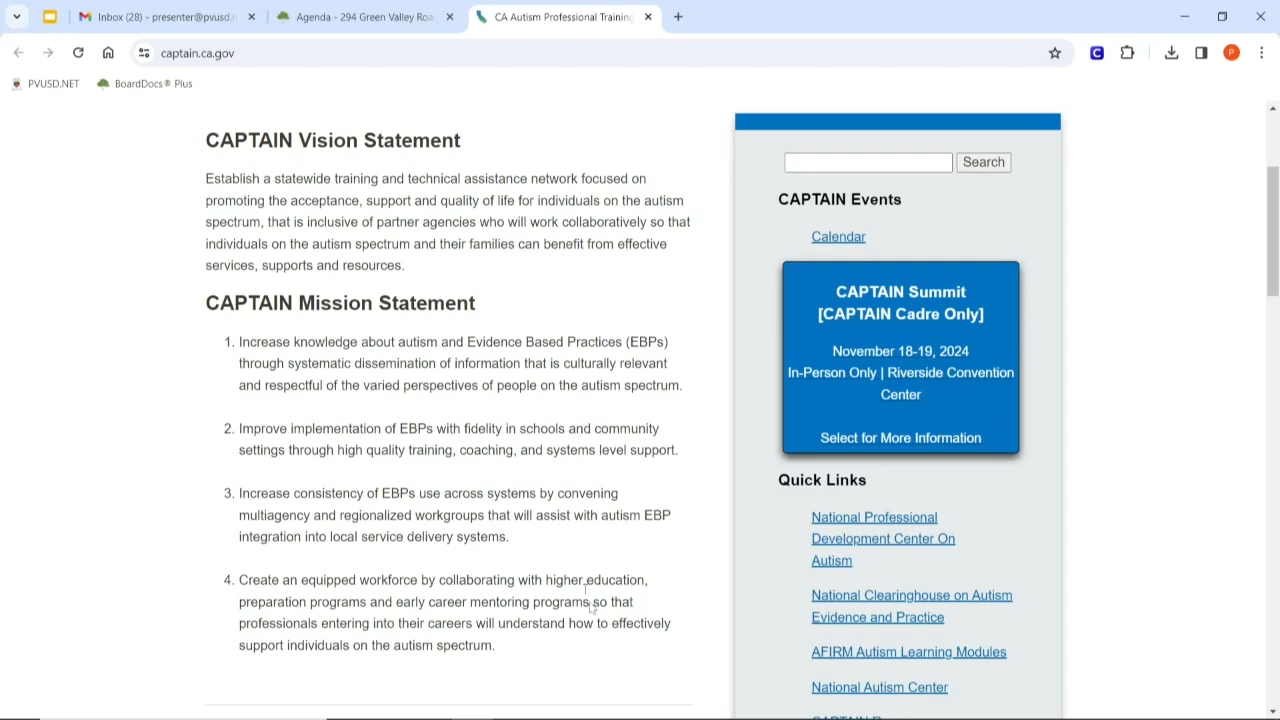 Inbox (28) - presenter@pvusd.
Agenda - 294 Green Valley Roa
CA Autism Professional Training
captain.ca.gov
P
PVUSD.NET
BoardDocs® Plus
CAPTAIN Vision Statement
Establish a statewide training and technical assistance network focused on
promoting the acceptance, support and quality of life for individuals on the autism
spectrum, that is inclusive of partner agencies who will work collaboratively so that
individuals on the autism spectrum and their families can benefit from effective
services, supports and resources.
CAPTAIN Mission Statement
1. Increase knowledge about autism and Evidence Based Practices (EBPs)
through systematic dissemination of information that is culturally relevant
and respectful of the varied perspectives of people on the autism spectrum.
2. Improve implementation of EBPs with fidelity in schools and community
settings through high quality training, coaching, and systems level support.
3. Increase consistency of EBPs use across systems by convening
multiagency and regionalized workgroups that will assist with autism EBP
integration into local service delivery systems.
4. Create an equipped workforce by collaborating with higher education,
preparation programs and early career mentoring programs so that
professionals entering into their careers will understand how to effectively
support individuals on the autism spectrum.
Search
CAPTAIN Events
Calendar
CAPTAIN Summit
[CAPTAIN Cadre Only]
November 18-19, 2024
In-Person Only | Riverside Convention
Center
Select for More Information
Quick Links
National Professional
Development Center On
Autism
National Clearinghouse on Autism
Evidence and Practice
AFIRM Autism Learning Modules
National Autism Center